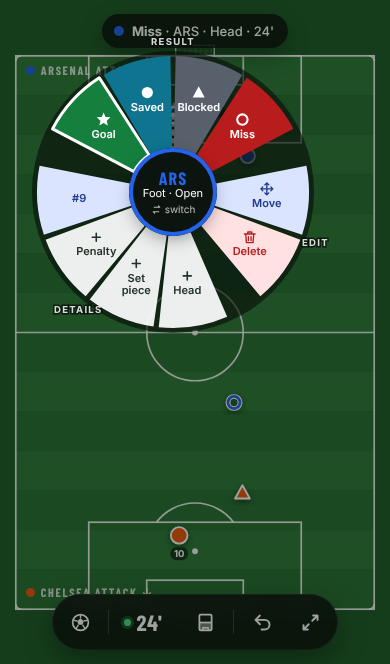 Miss · ARS · Head · 24'
RESULT
ARSENAL ATT
Saved
Blocked
Goal
Miss
ARS
Foot · Open
switch
#9
Move
Penalty
Delete
EDIT
Set
piece
Head
DETAILS
10
CHELSEA ATTACK
24'